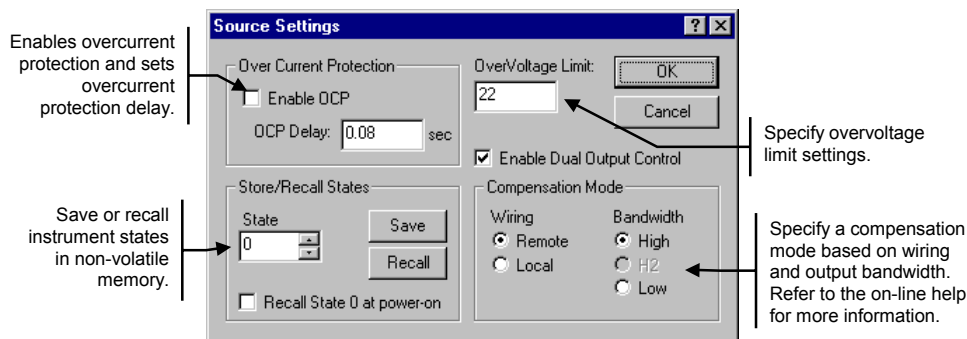 Source Settings
Enables overcurrent
protection and sets
overcurrent
protection delay.
Over Current Protection
Enable OCP
OCP Delay: 0.08 sec
OverVoltage Limit:
22
OK
Cancel
Enable Dual Output Control
Specify overvoltage
limit settings.
Save or recall
instrument states
in non-volatile
memory.
Store/Recall States
State
0
Save
Recall
Recall State 0 at power-on
Compensation Mode
Wiring
Remote
Local
Bandwidth
High
H2
Low
Specify a compensation
mode based on wiring
and output bandwidth.
Refer to the on-line help
for more information.